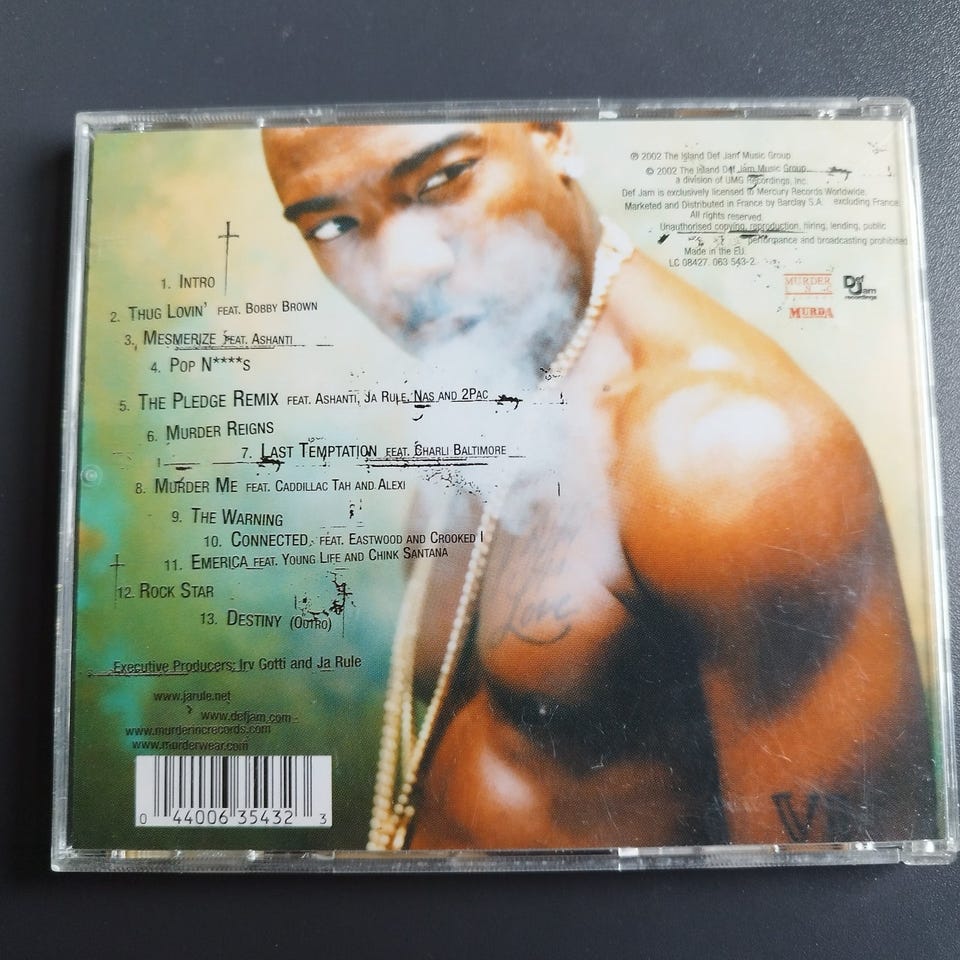 ℗ 2002 The Island Def Jam Music Group
© 2002 The Island Def Jam Music Group
a division of UMG Recordings, Inc.
Def Jam is exclusively licensed to Mercury Records Worldwide,
Marketed and Distributed in France by Barclay S.A. excluding France
All rights reserved.
Unauthorised copying, reproduction, hiring, lending, public
performance and broadcasting prohibited
Made in the EU.
LC 08427. 063 543-2.
MURDER
INC
MURDA
Def Jam
recordings
1. INTRO
2. THUG LOVIN' FEAT. BOBBY BROWN
3. MESMERIZE FEAT. ASHANTI
4. POP N****S
5. THE PLEDGE REMIX FEAT. ASHANTI, JA RULE, NAS AND 2PAC
6. MURDER REIGNS
7. LAST TEMPTATION FEAT. CHARLI BALTIMORE
8. MURDER ME FEAT. CADDILLAC TAH AND ALEXI
9. THE WARNING
10. CONNECTED FEAT. EASTWOOD AND CROOKED I
11. EMERICA FEAT. YOUNG LIFE AND CHINK SANTANA
12. ROCK STAR
13. DESTINY (OUTRO)
Executive Producers: Irv Gotti and Ja Rule
www.jarule.net
www.defjam.com
www.murderincrecords.com
www.murderwear.com
0 44006 35432 3
Love